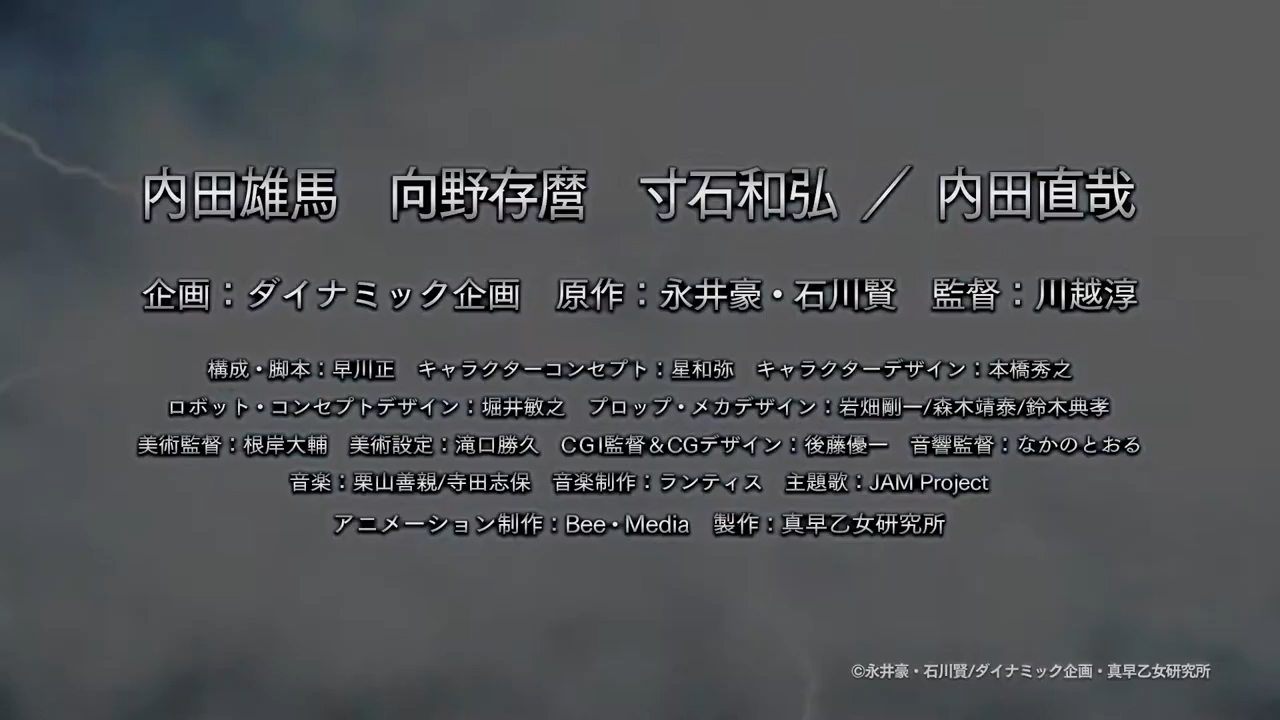 内田雄馬　向野存麿　寸石和弘 ／ 内田直哉
企画：ダイナミック企画　原作：永井豪・石川賢　監督：川越淳
構成・脚本：早川正　キャラクターコンセプト：星和弥　キャラクターデザイン：本橋秀之
ロボット・コンセプトデザイン：堀井敏之　プロップ・メカデザイン：岩畑剛一/森木靖泰/鈴木典孝
美術監督：根岸大輔　美術設定：滝口勝久　CGI監督＆CGデザイン：後藤優一　音響監督：なかのとおる
音楽：栗山善親/寺田志保　音楽制作：ランティス　主題歌：JAM Project
アニメーション制作：Bee・Media　製作：真早乙女研究所
©永井豪・石川賢/ダイナミック企画・真早乙女研究所